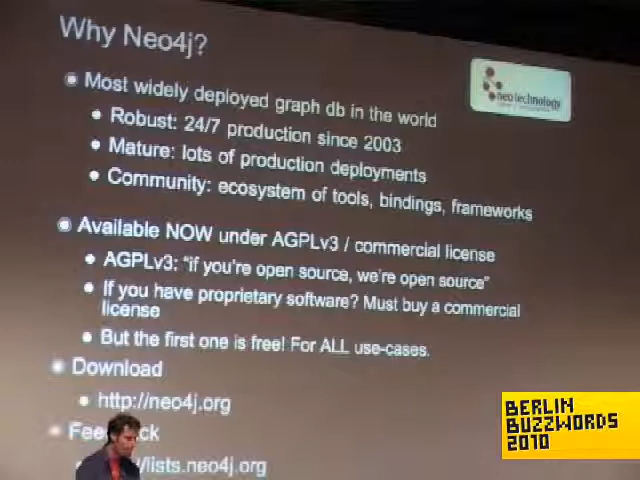 Why Neo4j?
neotechnology
Most widely deployed graph db in the world
Robust: 24/7 production since 2003
Mature: lots of production deployments
Community: ecosystem of tools, bindings, frameworks
Available NOW under AGPLv3 / commercial license
AGPLv3: "if you're open source, we're open source"
If you have proprietary software? Must buy a commercial
license
But the first one is free! For ALL use-cases.
Download
http://neo4j.org
/lists.neo4j.org
BERLIN
BUZZWORDS
2010